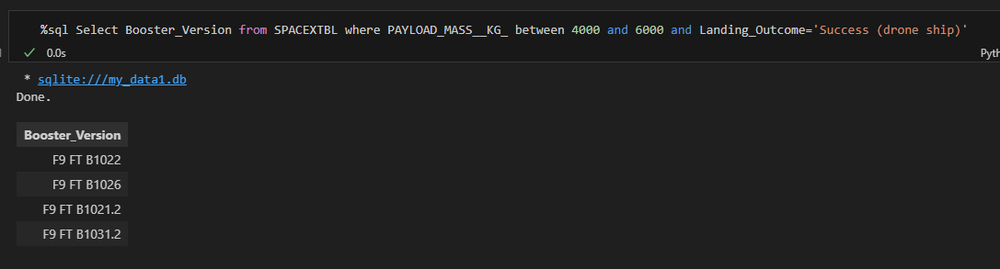 %sql Select Booster_Version from SPACEXTBL where PAYLOAD_MASS__KG_ between 4000 and 6000 and Landing_Outcome='Success (drone ship)'
0.0s
Pyth
* sqlite:///my_data1.db
Done.
Booster_Version
F9 FT B1022
F9 FT B1026
F9 FT B1021.2
F9 FT B1031.2